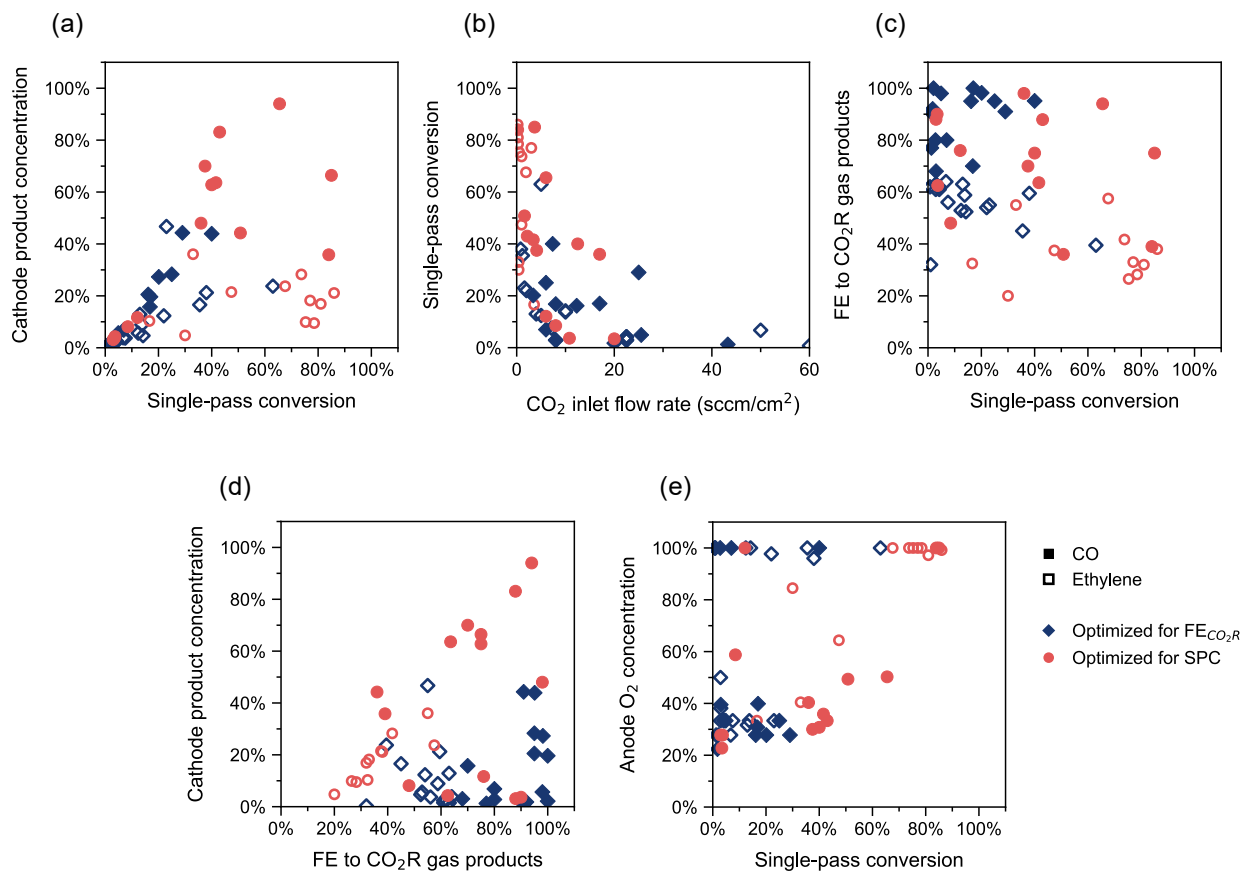 (a)
(b)
(c)
Cathode product concentration
100%
80%
60%
40%
20%
0%
0% 20% 40% 60% 80% 100%
Single-pass conversion
Single-pass conversion
100%
80%
60%
40%
20%
0%
0 20 40 60
CO₂ inlet flow rate (sccm/cm²)
FE to CO₂R gas products
100%
80%
60%
40%
20%
0%
0% 20% 40% 60% 80% 100%
Single-pass conversion
(d)
(e)
Cathode product concentration
100%
80%
60%
40%
20%
0%
0% 20% 40% 60% 80% 100%
FE to CO₂R gas products
Anode O₂ concentration
100%
80%
60%
40%
20%
0%
0% 20% 40% 60% 80% 100%
Single-pass conversion
CO
Ethylene
Optimized for FE_CO₂R
Optimized for SPC